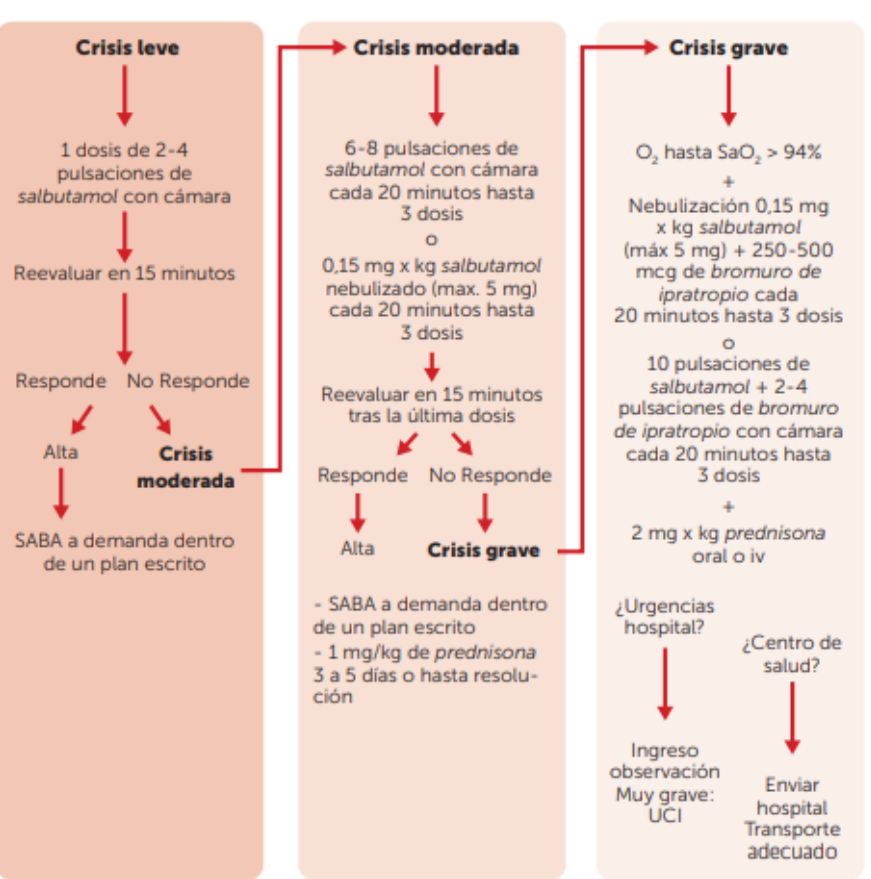 Crisis leve
1 dosis de 2-4
pulsaciones de
salbutamol con cámara
Reevaluar en 15 minutos
Responde No Responde
Alta
Crisis
moderada
SABA a demanda dentro
de un plan escrito
Crisis moderada
6-8 pulsaciones de
salbutamol con cámara
cada 20 minutos hasta
3 dosis
o
0,15 mg x kg salbutamol
nebulizado (max. 5 mg)
cada 20 minutos hasta
3 dosis
Reevaluar en 15 minutos
tras la última dosis
Responde No Responde
Alta
Crisis grave
- SABA a demanda dentro
de un plan escrito
- 1 mg/kg de prednisona
3 a 5 días o hasta resolu-
ción
Crisis grave
O₂ hasta SaO₂ > 94%
+
Nebulización 0,15 mg
x kg salbutamol
(máx 5 mg) + 250-500
mcg de bromuro de
ipratropio cada
20 minutos hasta 3 dosis
o
10 pulsaciones de
salbutamol + 2-4
pulsaciones de bromuro
de ipratropio con cámara
cada 20 minutos hasta
3 dosis
+
2 mg x kg prednisona
oral o iv
¿Urgencias
hospital?
Ingreso
observación
Muy grave:
UCI
¿Centro de
salud?
Enviar
hospital
Transporte
adecuado